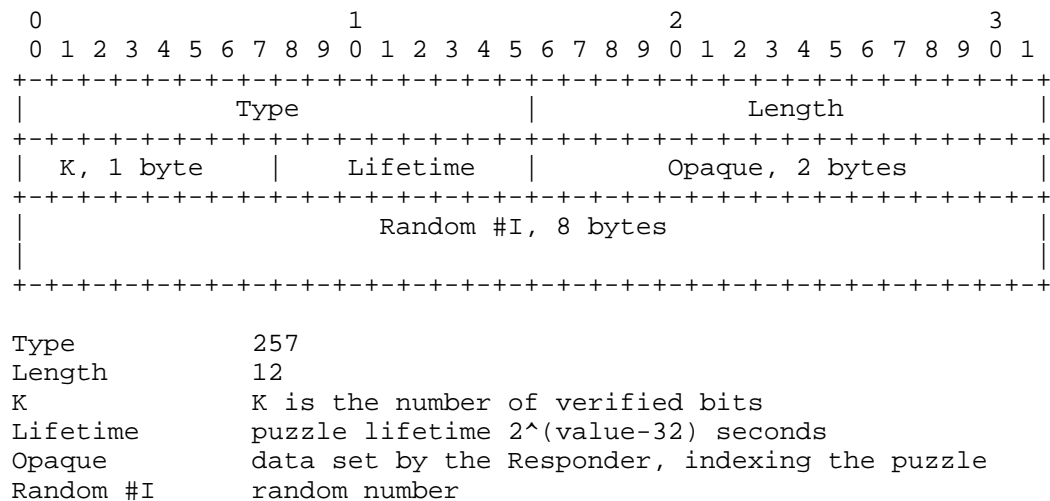 0                   1                   2                   3
 0 1 2 3 4 5 6 7 8 9 0 1 2 3 4 5 6 7 8 9 0 1 2 3 4 5 6 7 8 9 0 1
+-+-+-+-+-+-+-+-+-+-+-+-+-+-+-+-+-+-+-+-+-+-+-+-+-+-+-+-+-+-+-+-+
|             Type              |             Length            |
+-+-+-+-+-+-+-+-+-+-+-+-+-+-+-+-+-+-+-+-+-+-+-+-+-+-+-+-+-+-+-+-+
|  K, 1 byte    |    Lifetime   |        Opaque, 2 bytes        |
+-+-+-+-+-+-+-+-+-+-+-+-+-+-+-+-+-+-+-+-+-+-+-+-+-+-+-+-+-+-+-+-+
|                      Random #I, 8 bytes                       |
|                                                               |
+-+-+-+-+-+-+-+-+-+-+-+-+-+-+-+-+-+-+-+-+-+-+-+-+-+-+-+-+-+-+-+-+
Type           257
Length         12
K              K is the number of verified bits
Lifetime       puzzle lifetime 2^(value-32) seconds
Opaque         data set by the Responder, indexing the puzzle
Random #I      random number